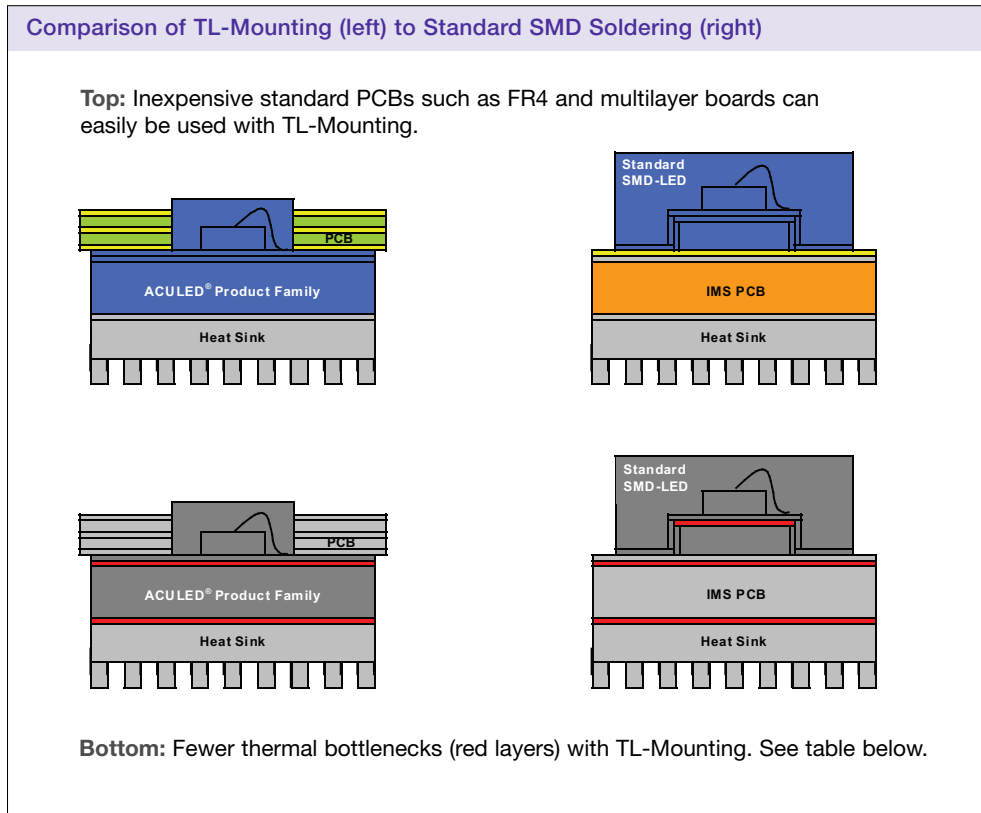 Comparison of TL-Mounting (left) to Standard SMD Soldering (right)
Top: Inexpensive standard PCBs such as FR4 and multilayer boards can
easily be used with TL-Mounting.
PCB
ACULED® Product Family
Heat Sink
Standard
SMD-LED
IMS PCB
Heat Sink
PCB
ACULED® Product Family
Heat Sink
Standard
SMD-LED
IMS PCB
Heat Sink
Bottom: Fewer thermal bottlenecks (red layers) with TL-Mounting. See table below.